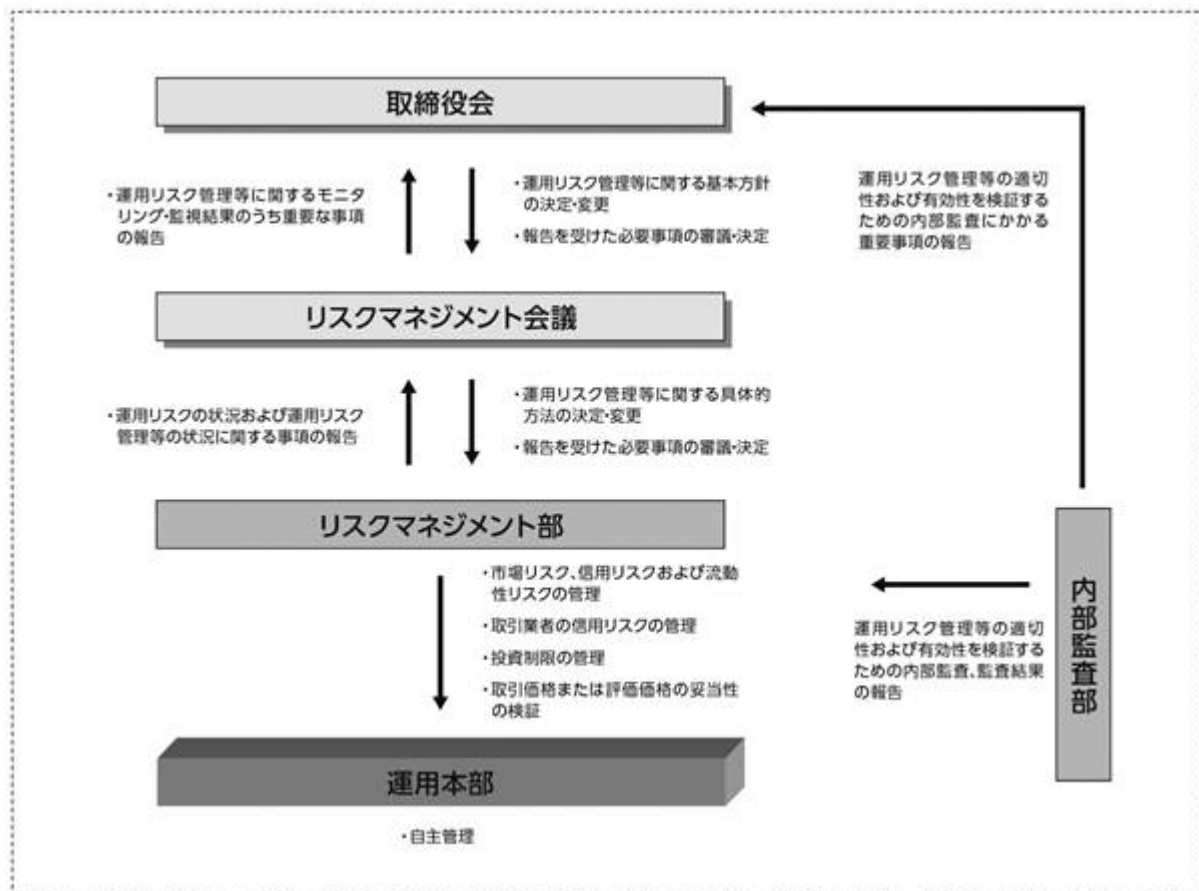 取締役会
・運用リスク管理等に関するモニタ
リング・監視結果のうち重要な事項
の報告
・運用リスク管理等に関する基本方針
の決定・変更
・報告を受けた必要事項の審議・決定
運用リスク管理等の適切
性および有効性を検証す
るための内部監査にかかる
重要事項の報告
リスクマネジメント会議
・運用リスクの状況および運用リスク
管理等の状況に関する事項の報告
・運用リスク管理等に関する具体的
方法の決定・変更
・報告を受けた必要事項の審議・決定
リスクマネジメント部
・市場リスク、信用リスクおよび流動
性リスクの管理
・取引業者の信用リスクの管理
・投資制限の管理
・取引価格または評価価格の妥当性
の検証
運用リスク管理等の適切
性および有効性を検証する
ための内部監査、監査結果
の報告
内部監査部
運用本部
・自主管理